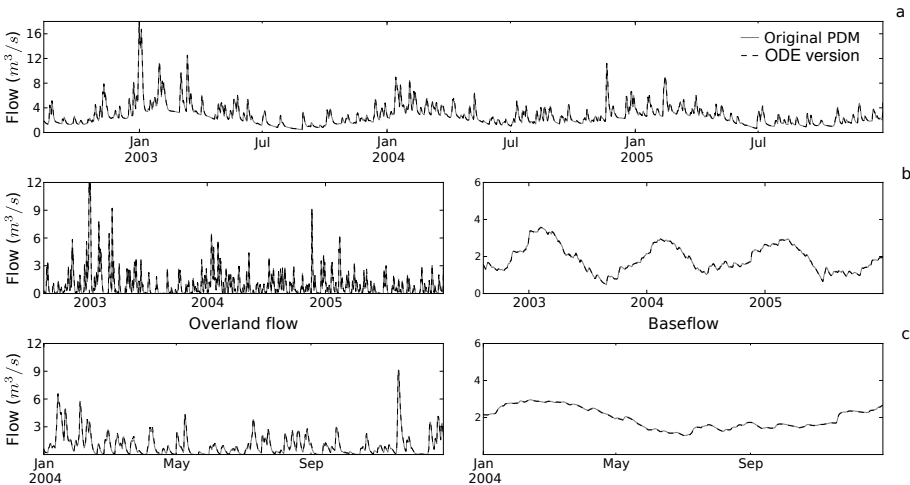 a
Flow (m³/s)
16
12
8
4
0
Original PDM
ODE version
Jan Jul Jan Jul Jan Jul
2003 2004 2005
b
Flow (m³/s)
12
9
6
3
0
2003 2004 2005
Overland flow
6
4
2
0
2003 2004 2005
Baseflow
c
Flow (m³/s)
12
9
6
3
Jan May Sep
2004
6
4
2
0
Jan May Sep
2004